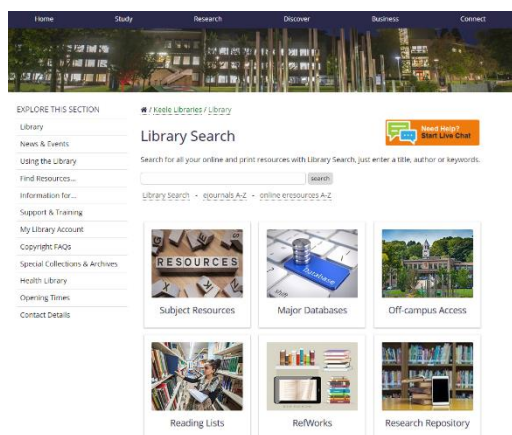 Home Study Research Discover Business Connect
EXPLORE THIS SECTION
Library
News & Events
Using the Library
Find Resources...
Information for...
Support & Training
My Library Account
Copyright FAQs
Special Collections & Archives
Health Library
Opening Times
Contact Details
/ Keele Libraries / Library
Library Search
Need Help?
Start Live Chat
Search for all your online and print resources with Library Search, just enter a title, author or keywords.
search
Library Search - ejournals A-Z - online eresources A-Z
RESOURCES
Subject Resources
Database
Major Databases
Off-campus Access
Reading Lists
RefWorks
Research Repository